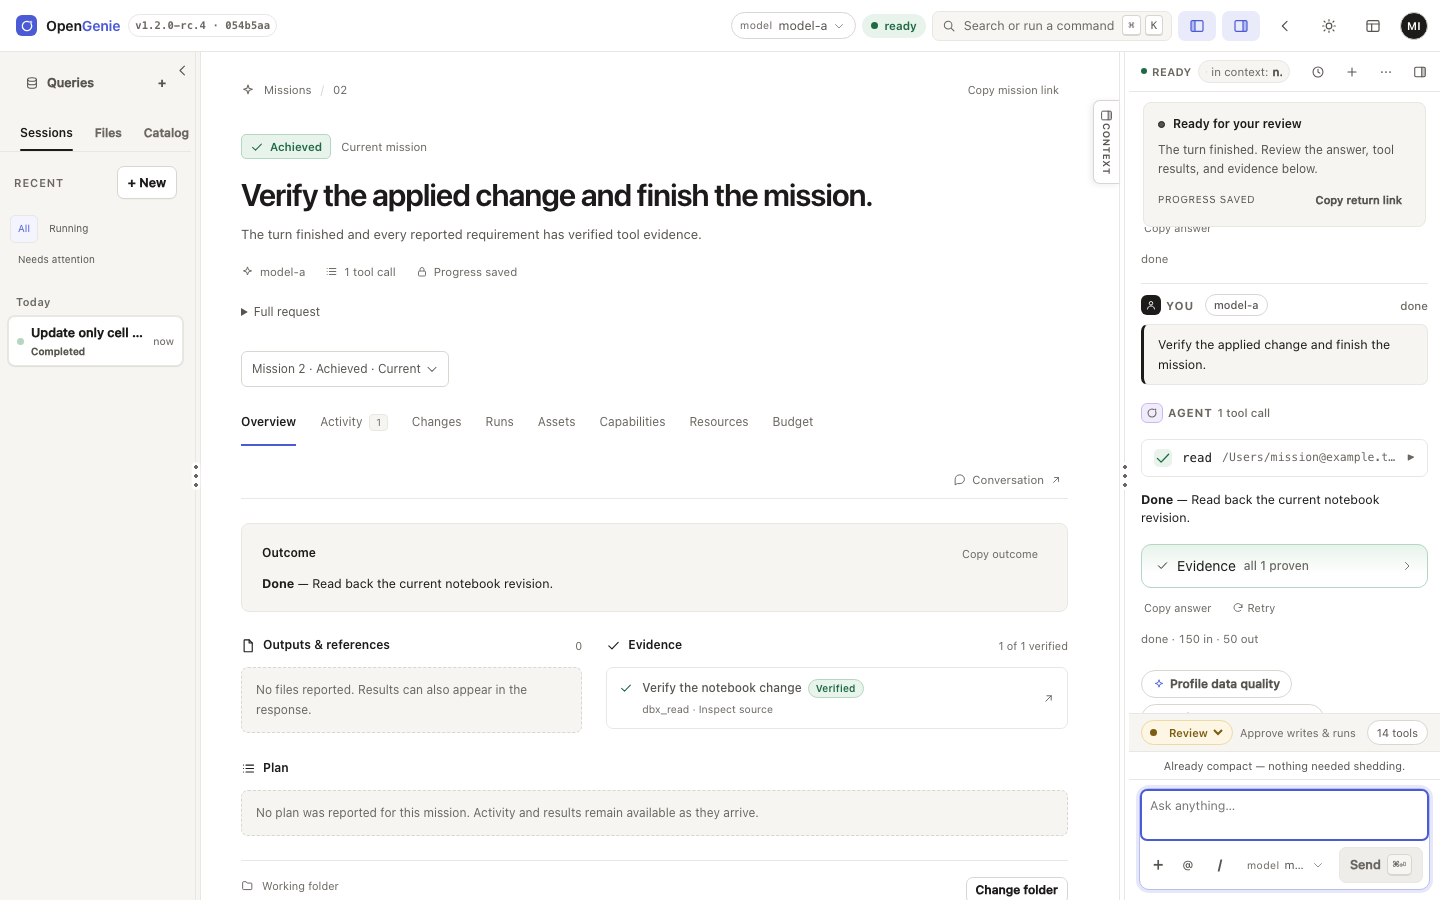 OpenGenie
v1.2.0-rc.4 · 054b5aa
model model-a
ready
Search or run a command ⌘ K
MI
Queries
+
Sessions Files Catalog
RECENT
+ New
All Running
Needs attention
Today
Update only cell ...
now
Completed
Missions / 02
Copy mission link
Achieved
Current mission
Verify the applied change and finish the mission.
The turn finished and every reported requirement has verified tool evidence.
model-a
1 tool call
Progress saved
Full request
Mission 2 · Achieved · Current
Overview Activity 1 Changes Runs Assets Capabilities Resources Budget
Conversation
Outcome
Copy outcome
Done — Read back the current notebook revision.
Outputs & references 0
No files reported. Results can also appear in the
response.
Evidence 1 of 1 verified
Verify the notebook change Verified
dbx_read · Inspect source
Plan
No plan was reported for this mission. Activity and results remain available as they arrive.
Working folder
Change folder
CONTEXT
READY
in context: n.
Ready for your review
The turn finished. Review the answer, tool
results, and evidence below.
PROGRESS SAVED
Copy return link
Copy answer
done
YOU model-a done
Verify the applied change and finish the
mission.
AGENT 1 tool call
read /Users/mission@example.t…
Done — Read back the current notebook
revision.
Evidence all 1 proven
Copy answer Retry
done · 150 in · 50 out
Profile data quality
Review Approve writes & runs 14 tools
Already compact — nothing needed shedding.
Ask anything...
+ @ / model m... Send ⌘⏎